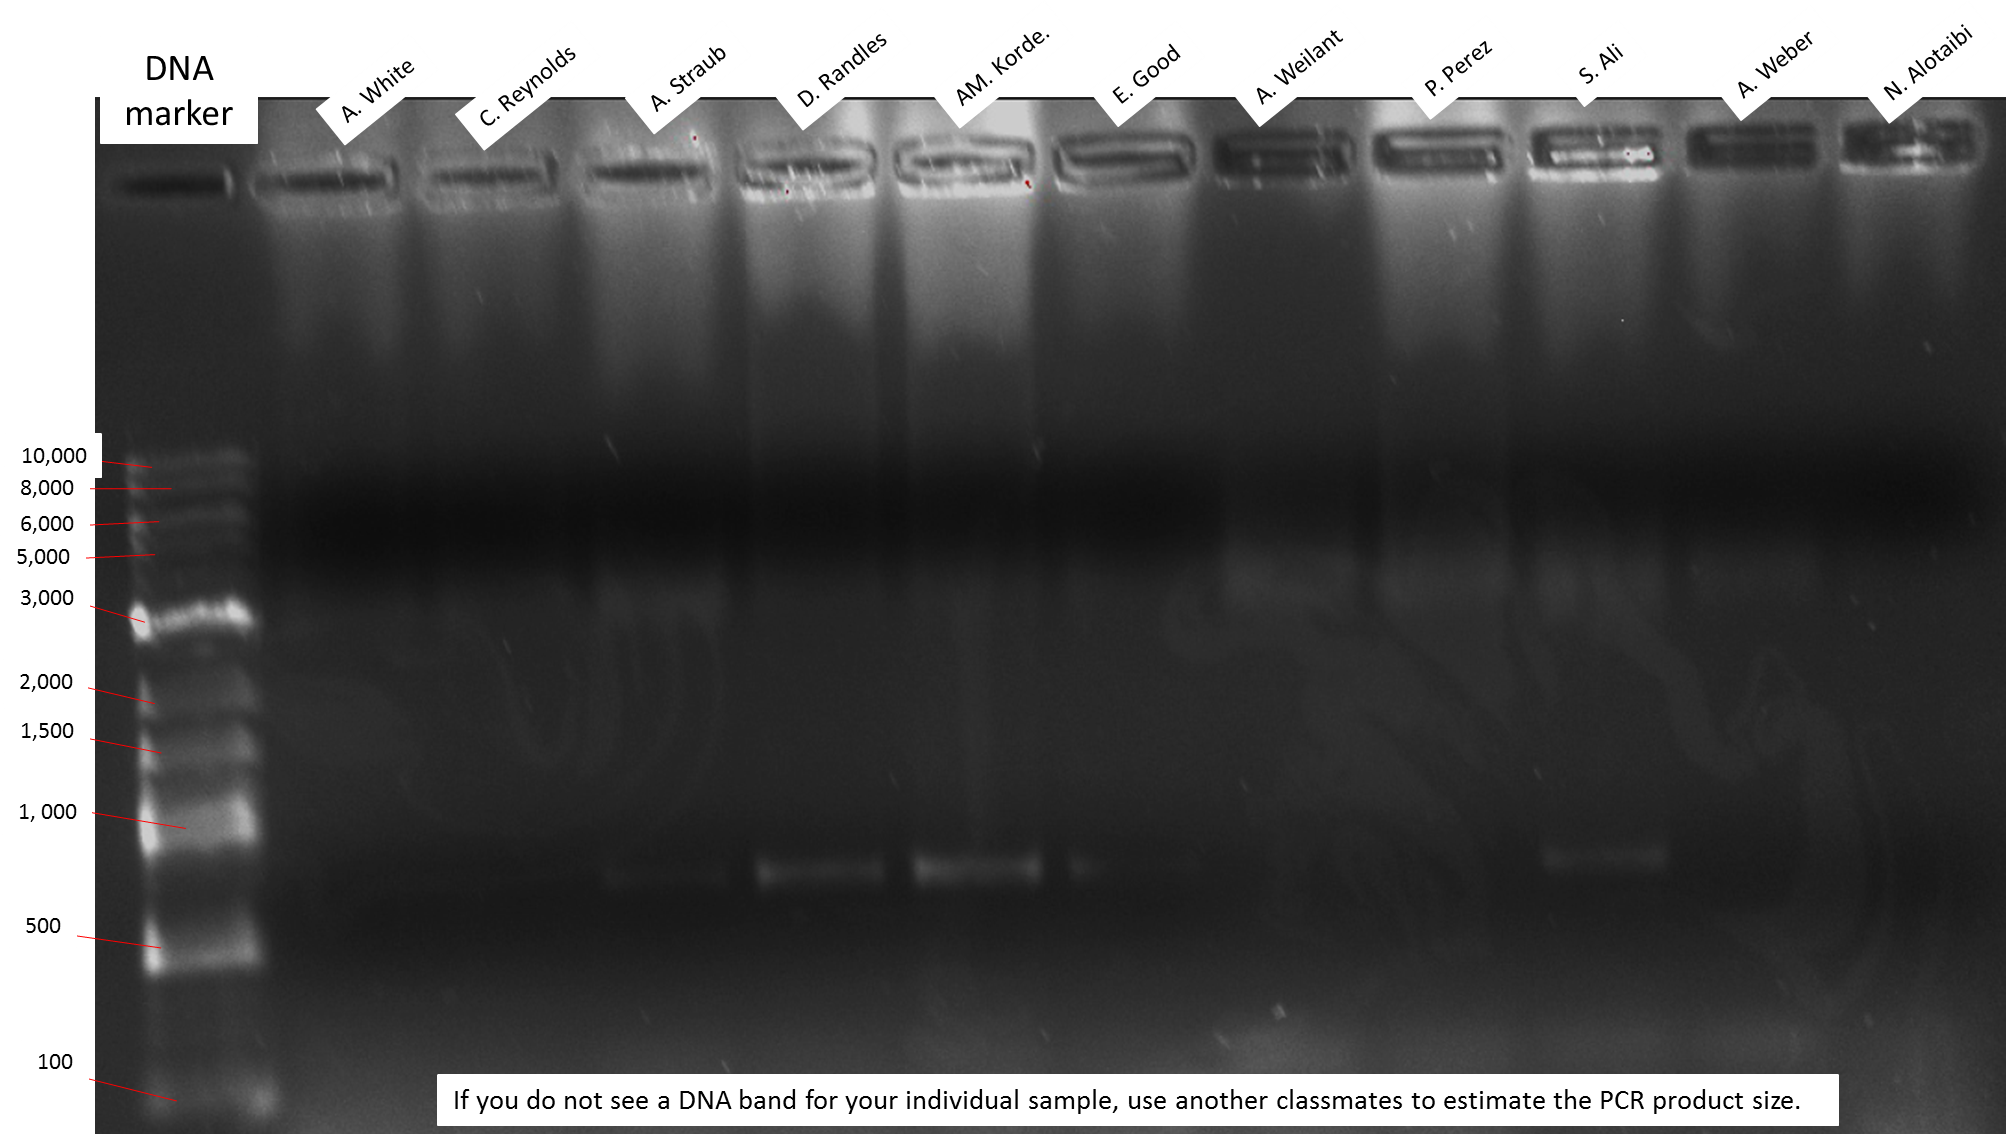 DNA
marker
A. White
C. Reynolds
A. Straub
D. Randles
AM. Korde.
E. Good
A. Weilant
P. Perez
S. Ali
A. Weber
N. Alotaibi
10,000
8,000
6,000
5,000
3,000
2,000
1,500
1, 000
500
100
If you do not see a DNA band for your individual sample, use another classmates to estimate the PCR product size.